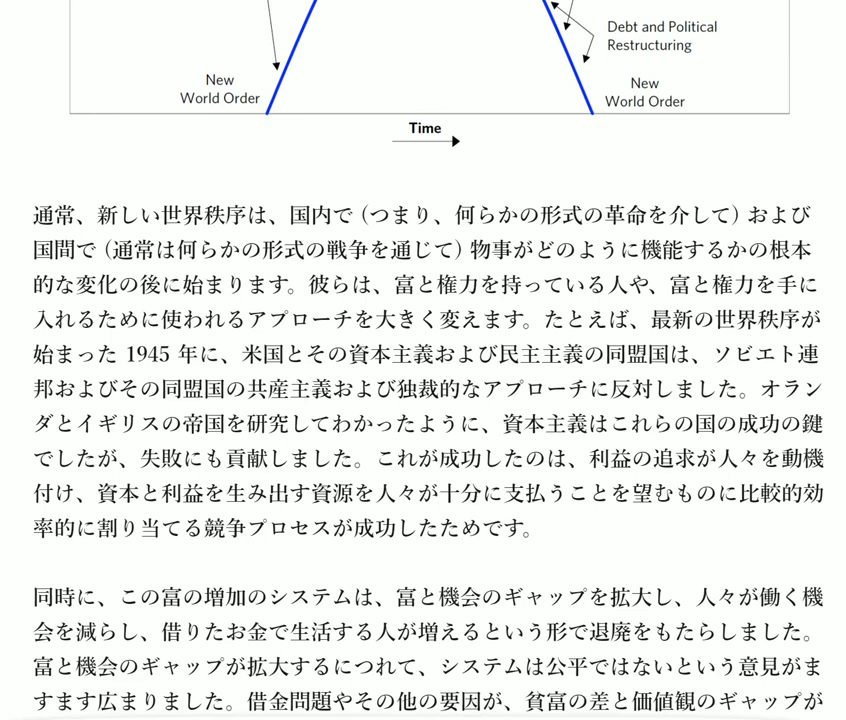 Debt and Political
Restructuring
New
World Order
New
World Order
Time
通常、新しい世界秩序は、国内で (つまり、何らかの形式の革命を介して) および
国間で (通常は何らかの形式の戦争を通じて) 物事がどのように機能するかの根本
的な変化の後に始まります。彼らは、富と権力を持っている人や、富と権力を手に
入れるために使われるアプローチを大きく変えます。たとえば、最新の世界秩序が
始まった 1945 年に、米国とその資本主義および民主主義の同盟国は、ソビエト連
邦およびその同盟国の共産主義および独裁的なアプローチに反対しました。オラン
ダとイギリスの帝国を研究してわかったように、資本主義はこれらの国の成功の鍵
でしたが、失敗にも貢献しました。これが成功したのは、利益の追求が人々を動機
付け、資本と利益を生み出す資源を人々が十分に支払うことを望むものに比較的効
率的に割り当てる競争プロセスが成功したためです。
同時に、この富の増加のシステムは、富と機会のギャップを拡大し、人々が働く機
会を減らし、借りたお金で生活する人が増えるという形で退廃をもたらしました。
富と機会のギャップが拡大するにつれて、システムは公平ではないという意見がま
すます広まりました。借金問題やその他の要因が、貧富の差と価値観のギャップが